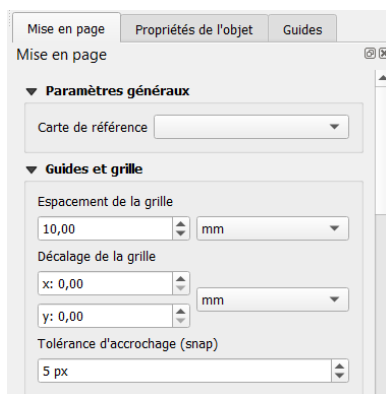 Mise en page Propriétés de l'objet Guides
Mise en page
Paramètres généraux
Carte de référence
Guides et grille
Espacement de la grille
10,00 mm
Décalage de la grille
x: 0,00
mm
y: 0,00
Tolérance d'accrochage (snap)
5 px